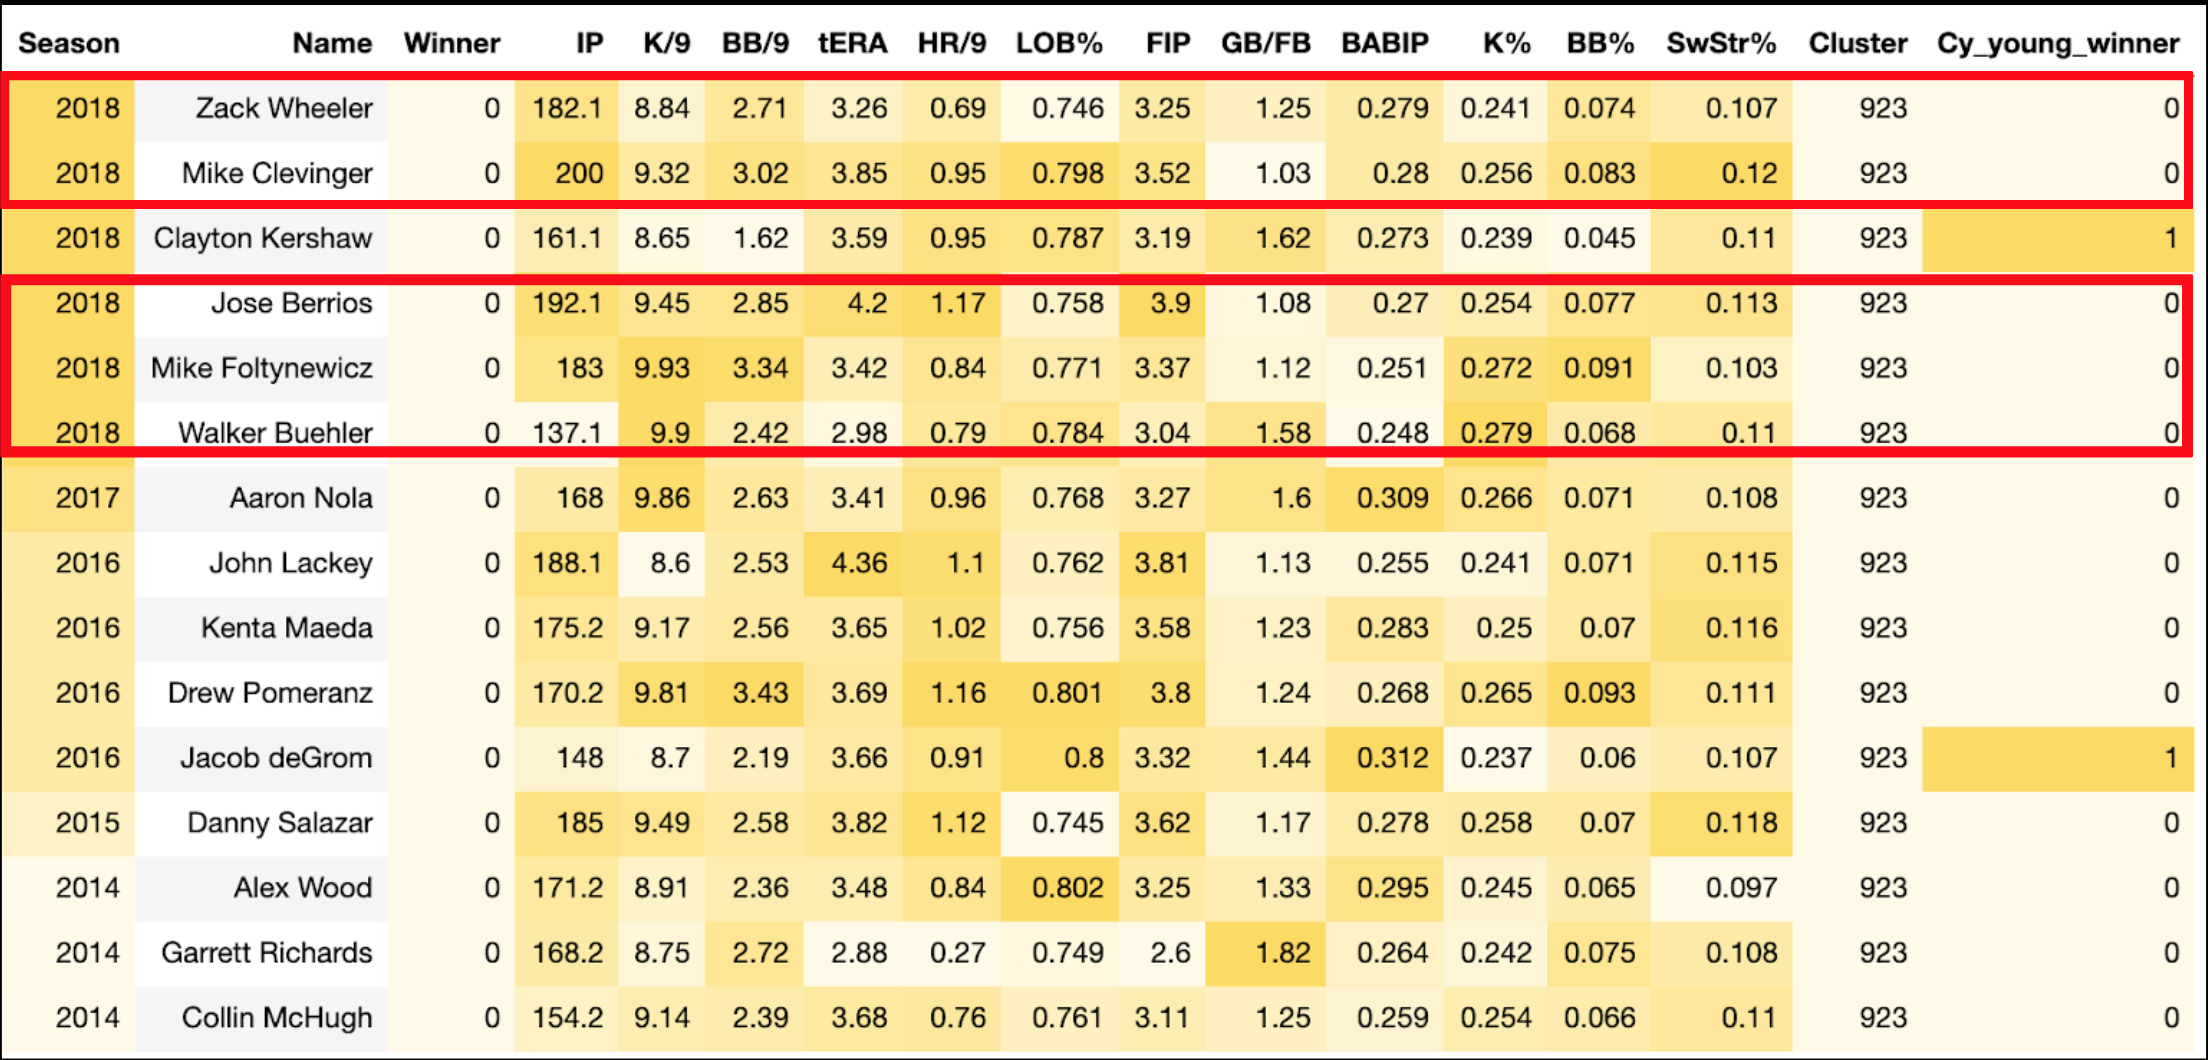 Season Name Winner IP K/9 BB/9 tERA HR/9 LOB% FIP GB/FB BABIP K% BB% SwStr% Cluster Cy_young_winner
2018 Zack Wheeler 0 182.1 8.84 2.71 3.26 0.69 0.746 3.25 1.25 0.279 0.241 0.074 0.107 923 0
2018 Mike Clevinger 0 200 9.32 3.02 3.85 0.95 0.798 3.52 1.03 0.28 0.256 0.083 0.12 923 0
2018 Clayton Kershaw 0 161.1 8.65 1.62 3.59 0.95 0.787 3.19 1.62 0.273 0.239 0.045 0.11 923 1
2018 Jose Berrios 0 192.1 9.45 2.85 4.2 1.17 0.758 3.9 1.08 0.27 0.254 0.077 0.113 923 0
2018 Mike Foltynewicz 0 183 9.93 3.34 3.42 0.84 0.771 3.37 1.12 0.251 0.272 0.091 0.103 923 0
2018 Walker Buehler 0 137.1 9.9 2.42 2.98 0.79 0.784 3.04 1.58 0.248 0.279 0.068 0.11 923 0
2017 Aaron Nola 0 168 9.86 2.63 3.41 0.96 0.768 3.27 1.6 0.309 0.266 0.071 0.108 923 0
2016 John Lackey 0 188.1 8.6 2.53 4.36 1.1 0.762 3.81 1.13 0.255 0.241 0.071 0.115 923 0
2016 Kenta Maeda 0 175.2 9.17 2.56 3.65 1.02 0.756 3.58 1.23 0.283 0.25 0.07 0.116 923 0
2016 Drew Pomeranz 0 170.2 9.81 3.43 3.69 1.16 0.801 3.8 1.24 0.268 0.265 0.093 0.111 923 0
2016 Jacob deGrom 0 148 8.7 2.19 3.66 0.91 0.8 3.32 1.44 0.312 0.237 0.06 0.107 923 1
2015 Danny Salazar 0 185 9.49 2.58 3.82 1.12 0.745 3.62 1.17 0.278 0.258 0.07 0.118 923 0
2014 Alex Wood 0 171.2 8.91 2.36 3.48 0.84 0.802 3.25 1.33 0.295 0.245 0.065 0.097 923 0
2014 Garrett Richards 0 168.2 8.75 2.72 2.88 0.27 0.749 2.6 1.82 0.264 0.242 0.075 0.108 923 0
2014 Collin McHugh 0 154.2 9.14 2.39 3.68 0.76 0.761 3.11 1.25 0.259 0.254 0.066 0.11 923 0